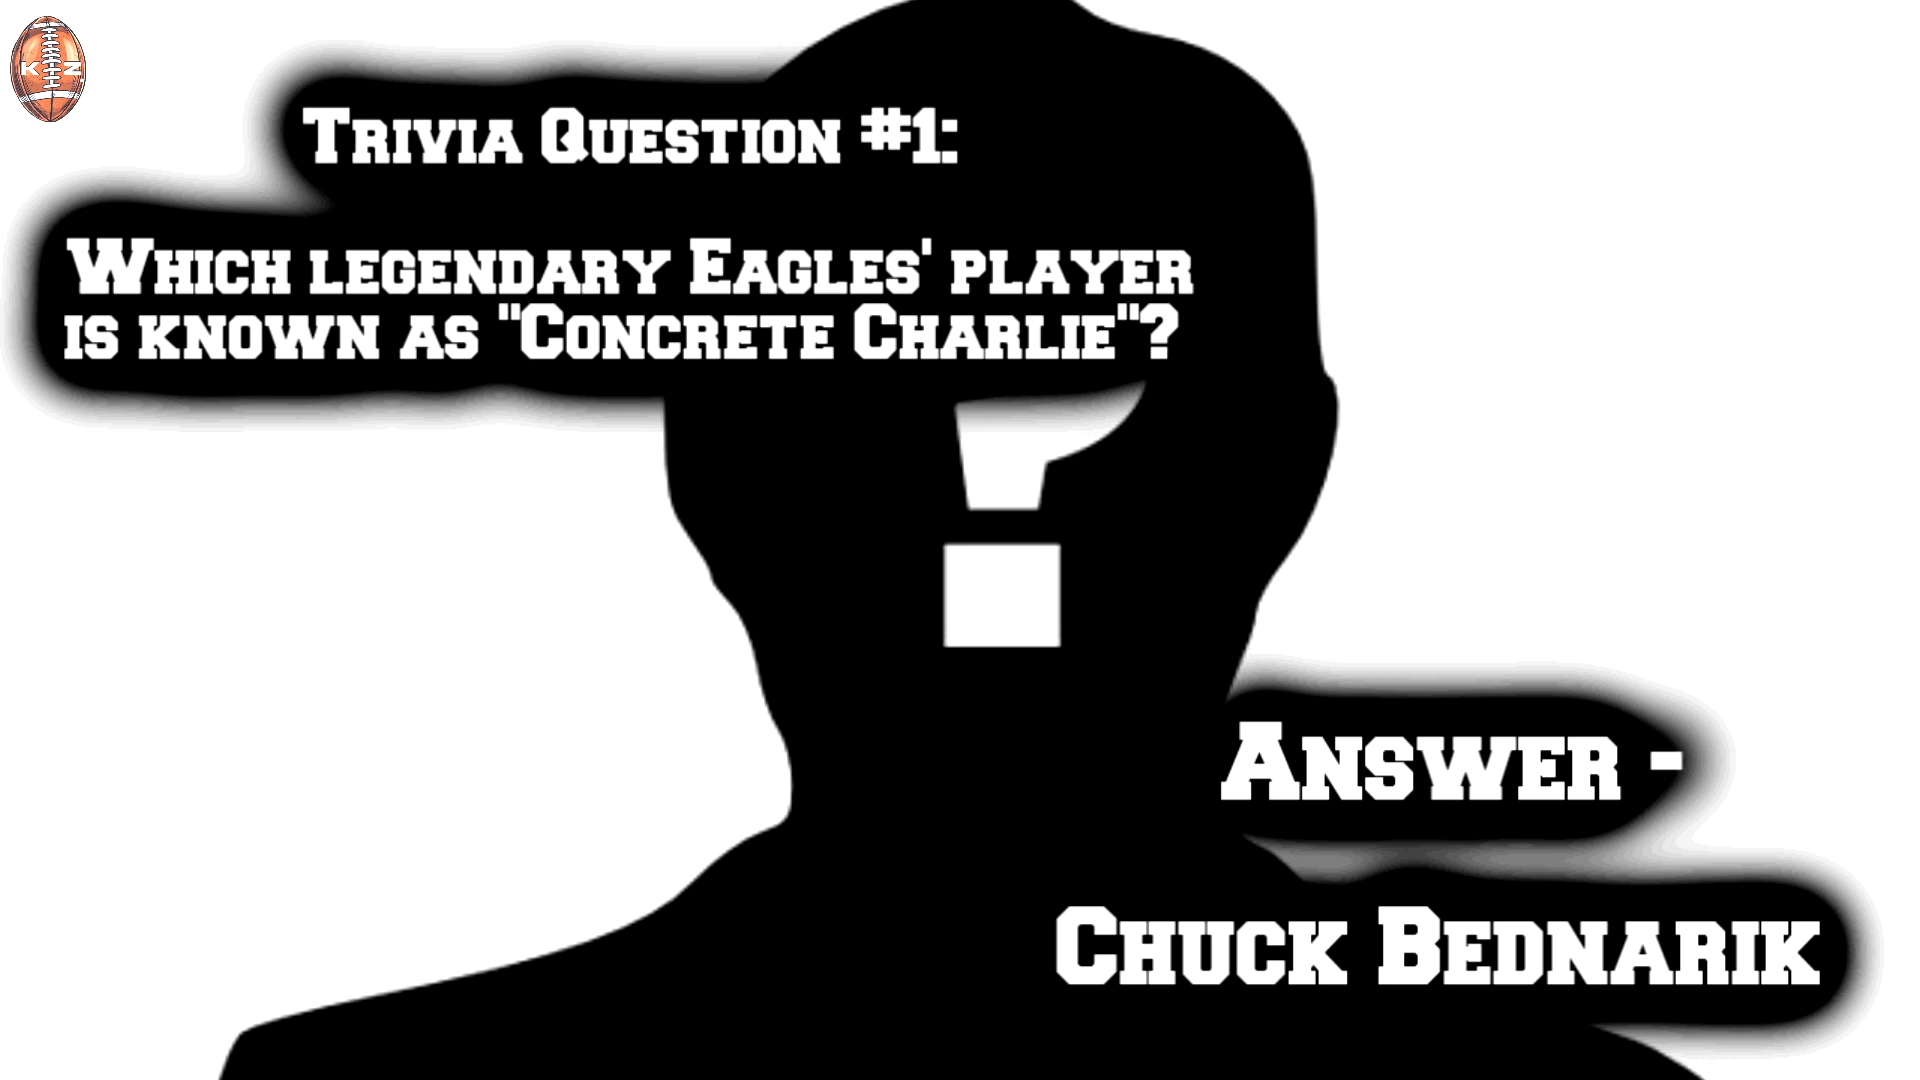 K Z
Trivia Question #1:
Which legendary Eagles' player
is known as "Concrete Charlie"?
?
Answer -
Chuck Bednarik